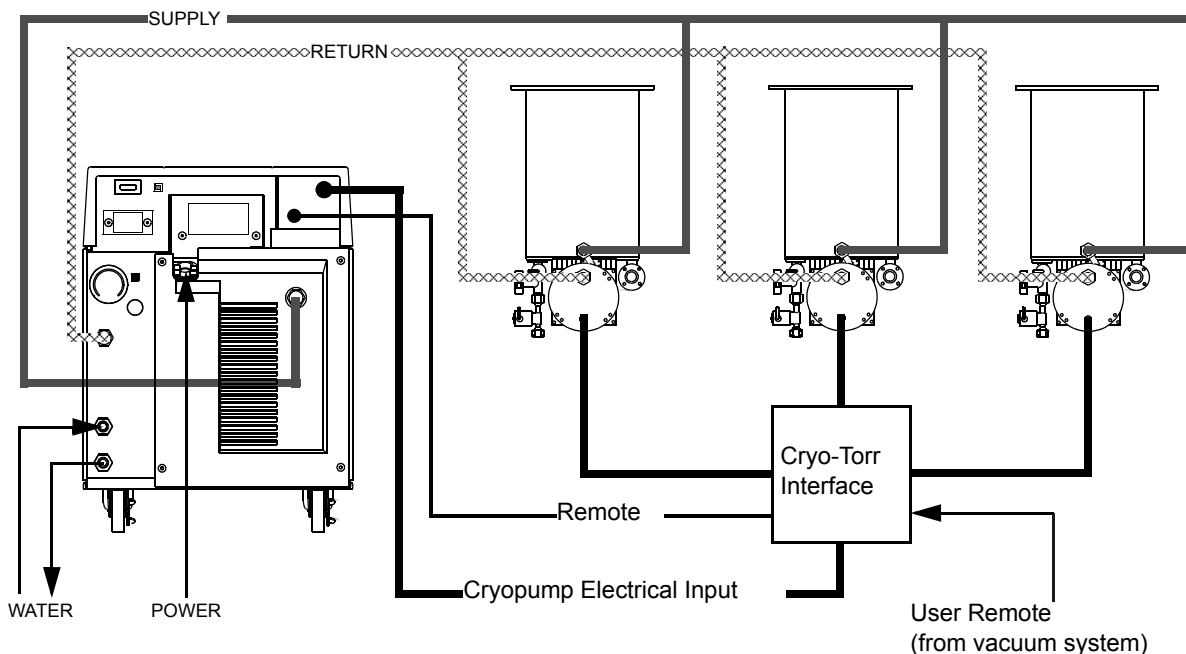 SUPPLY
RETURN
Cryo-Torr
Interface
Remote
Cryopump Electrical Input
WATER
POWER
User Remote
(from vacuum system)